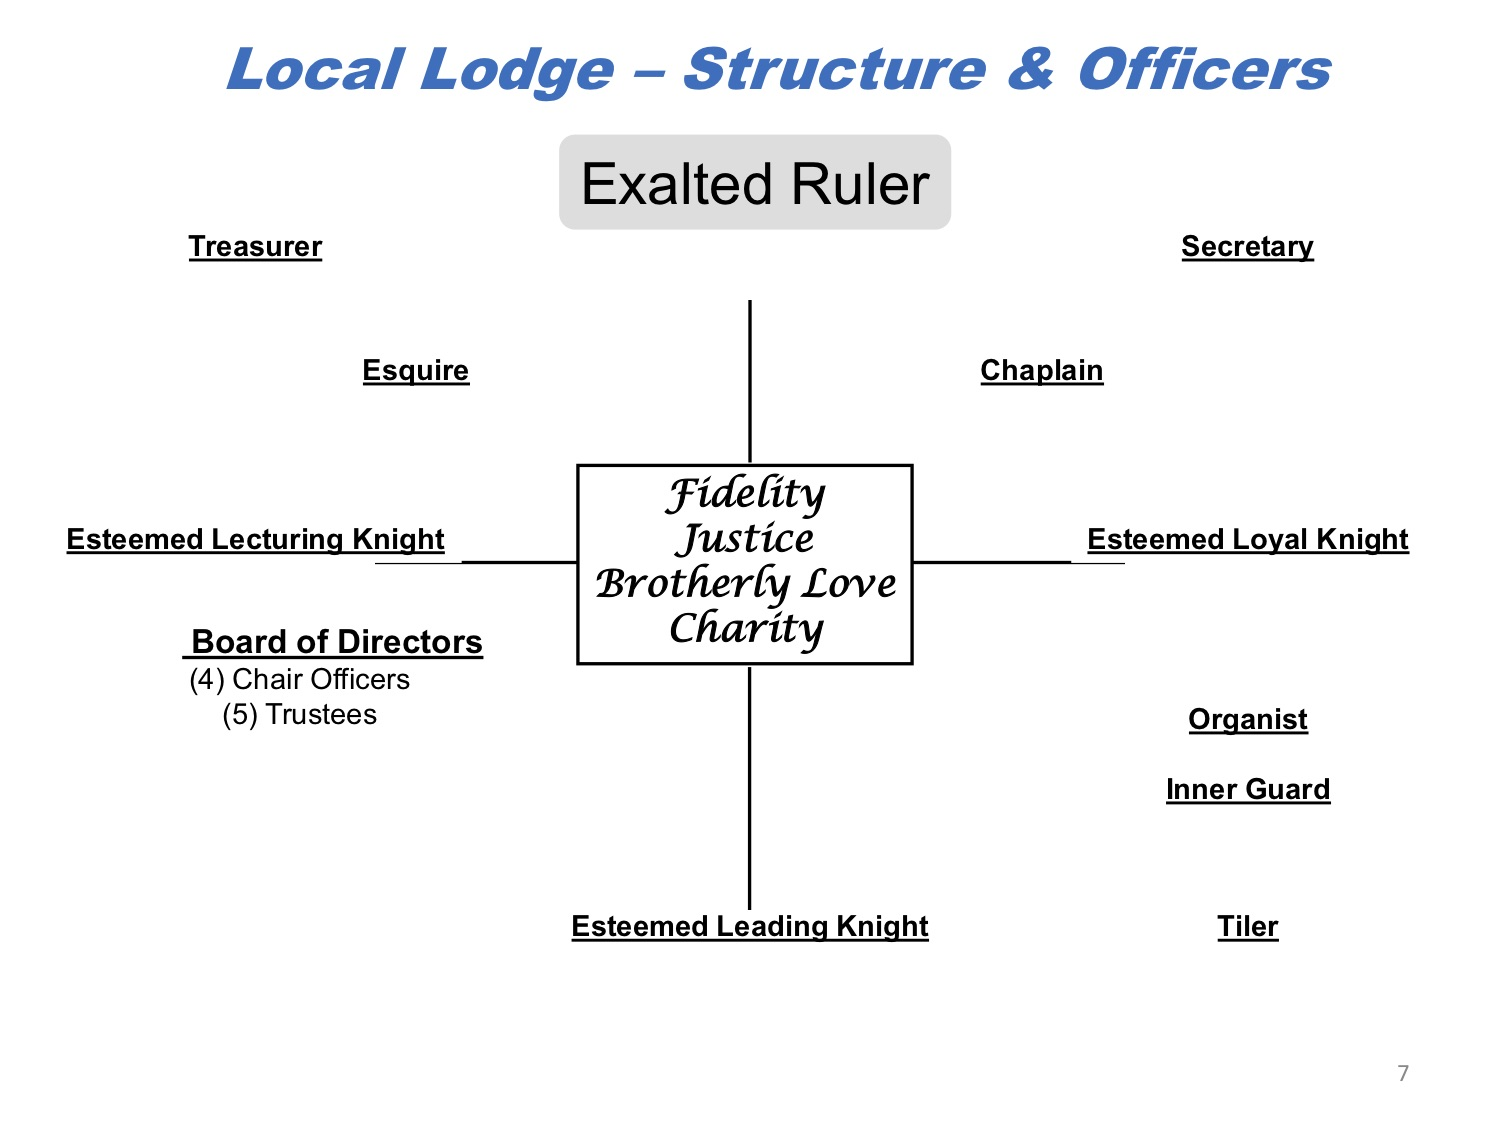 Local Lodge – Structure & Officers
Exalted Ruler
Treasurer
Secretary
Esquire
Chaplain
Fidelity
Justice
Brotherly Love
Charity
Esteemed Lecturing Knight
Esteemed Loyal Knight
Board of Directors
(4) Chair Officers
(5) Trustees
Organist
Inner Guard
Esteemed Leading Knight
Tiler
7